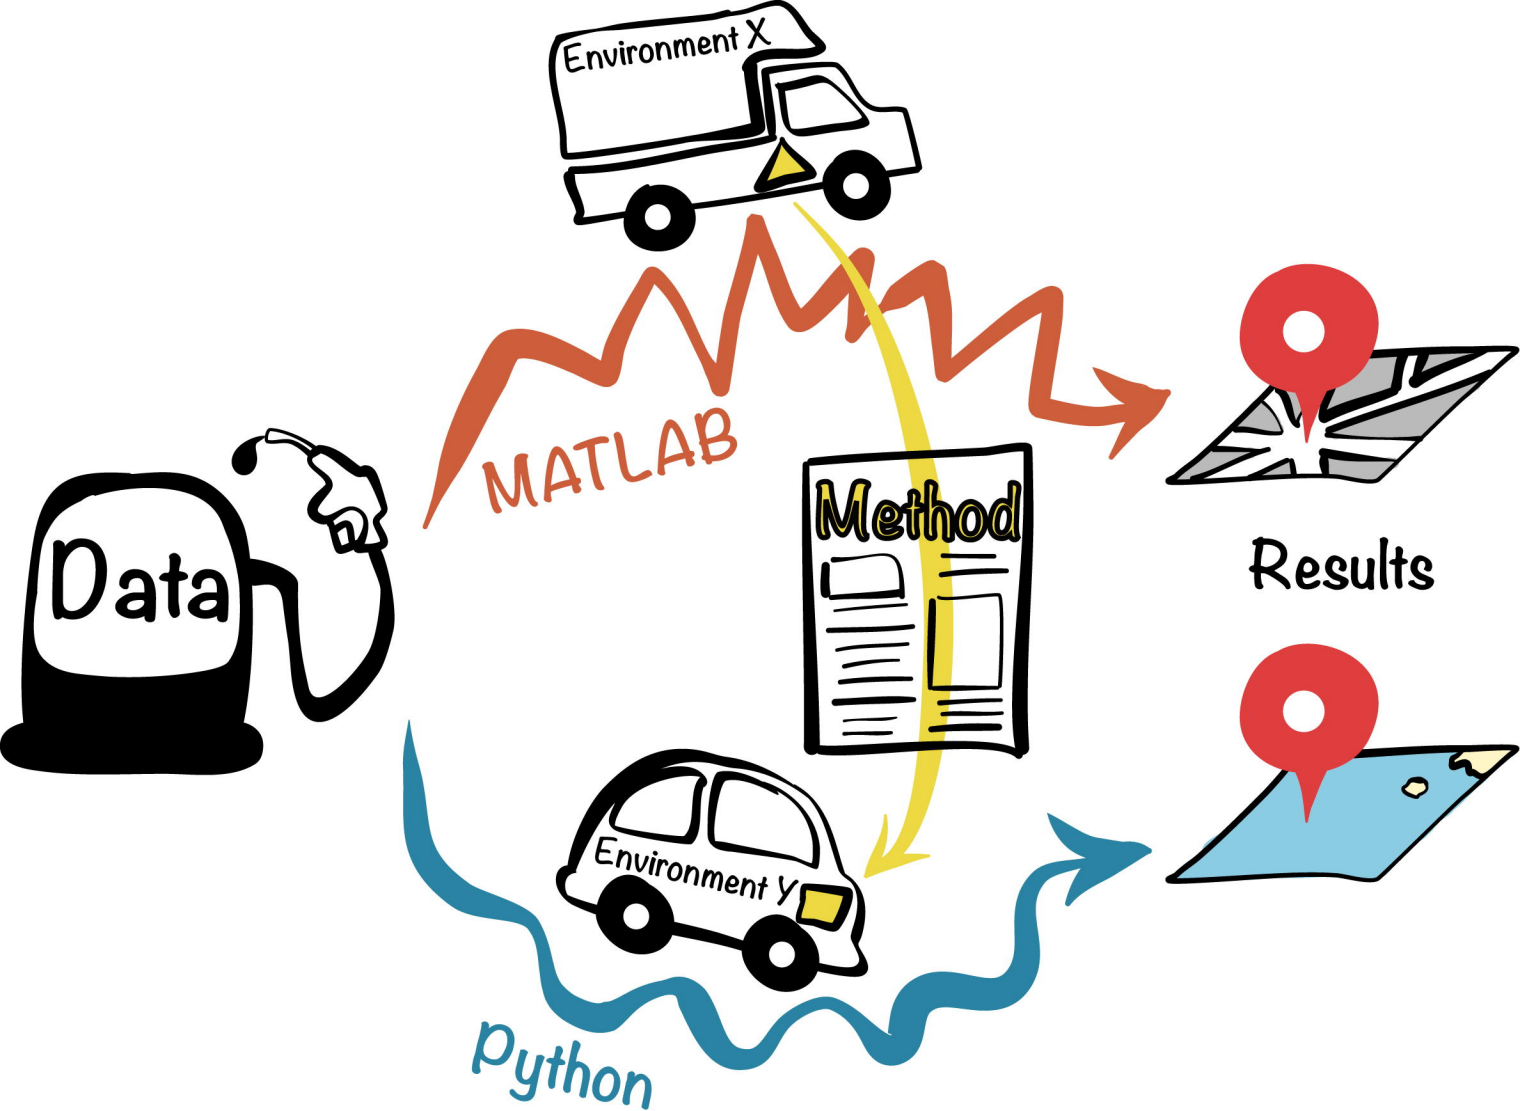 Environment X
MATLAB
Method
Data
Results
Environment Y
Python